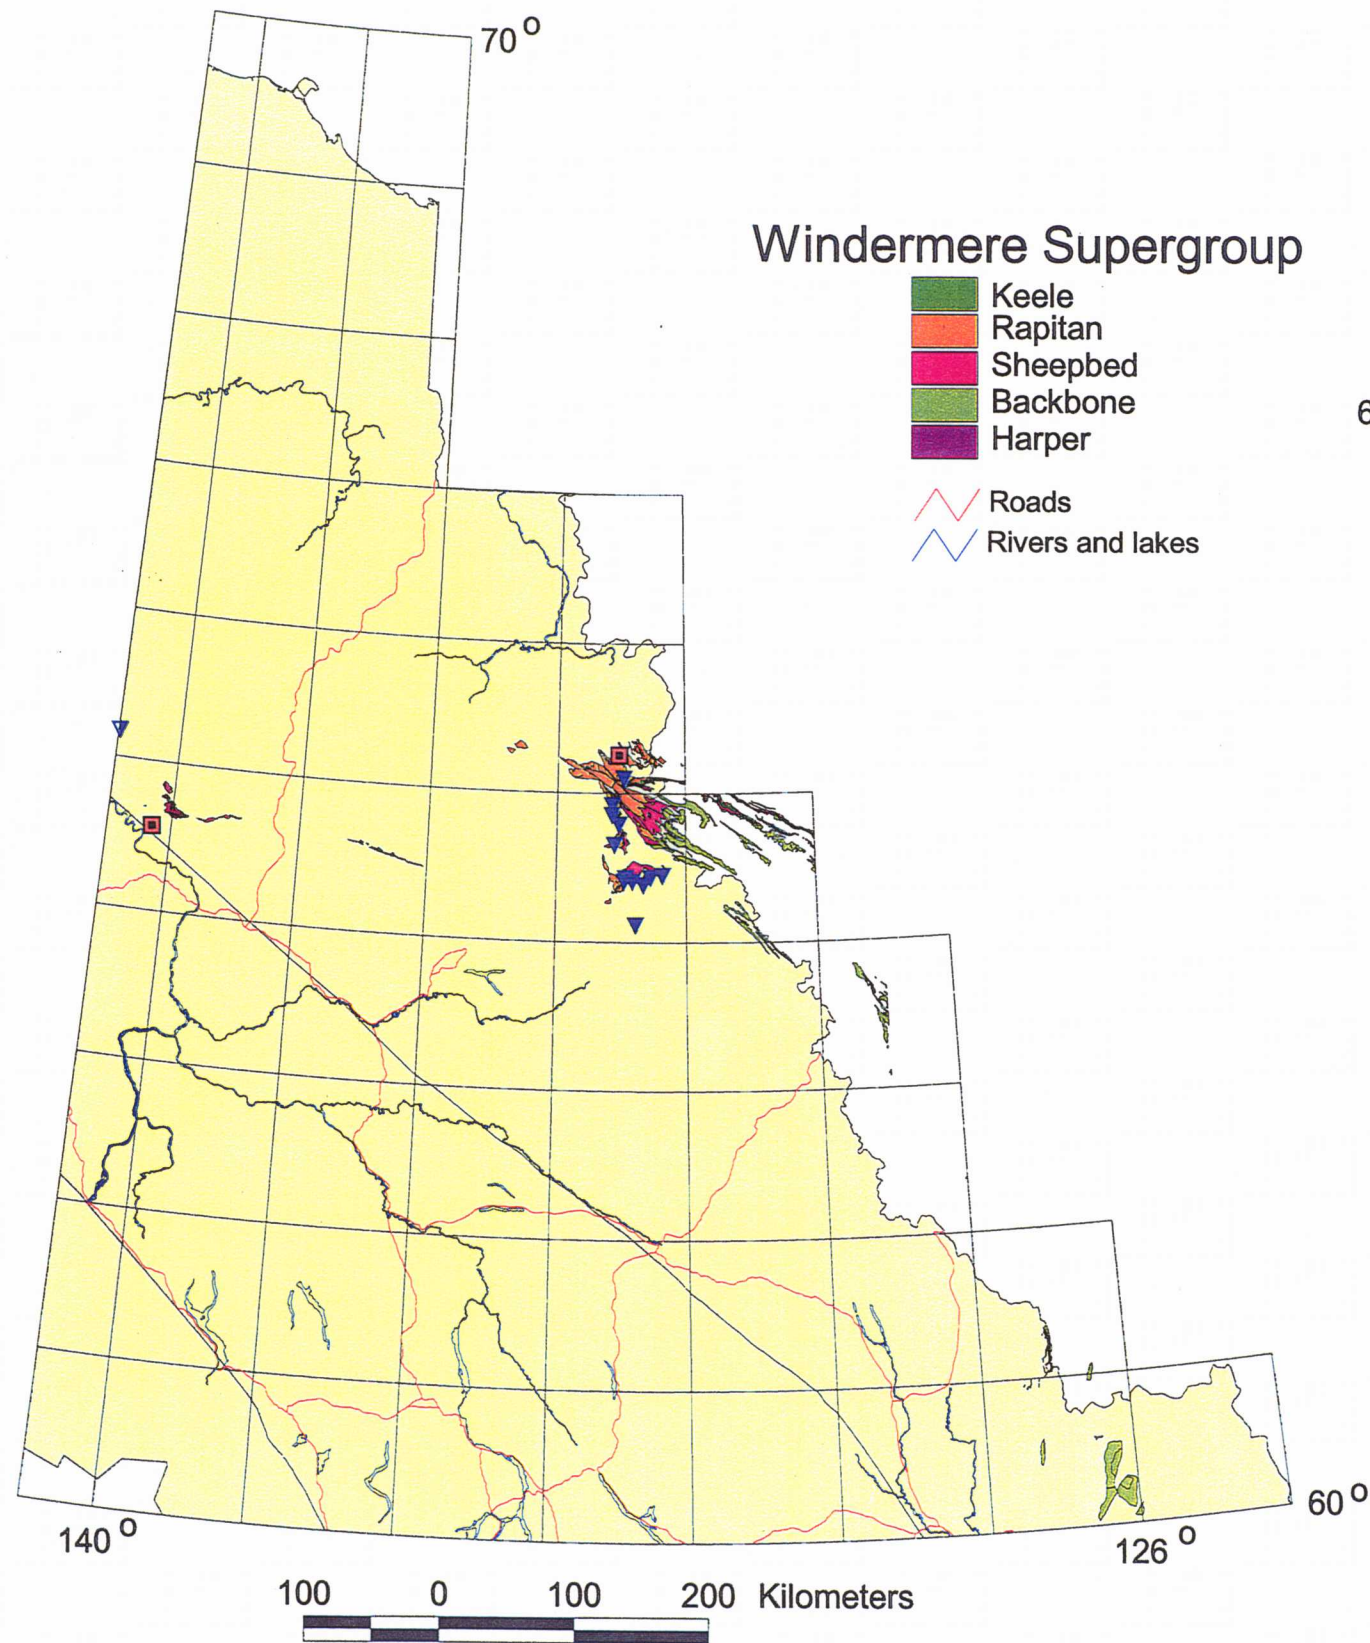 70 o
Windermere Supergroup
Keele
Rapitan
Sheepbed
Backbone
Harper
6
Roads
Rivers and lakes
60 o
140 o
126 o
100 0 100 200 Kilometers